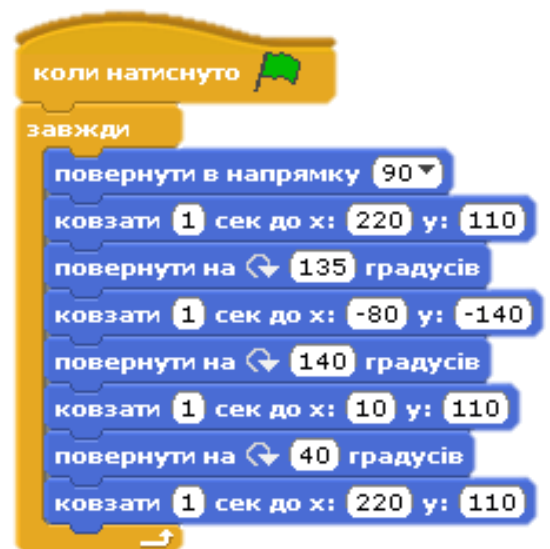 коли натиснуто
завжди
повернути в напрямку 90
ковзати 1 сек до x: 220 y: 110
повернути на 135 градусів
ковзати 1 сек до x: -80 y: -140
повернути на 140 градусів
ковзати 1 сек до x: 10 y: 110
повернути на 40 градусів
ковзати 1 сек до x: 220 y: 110